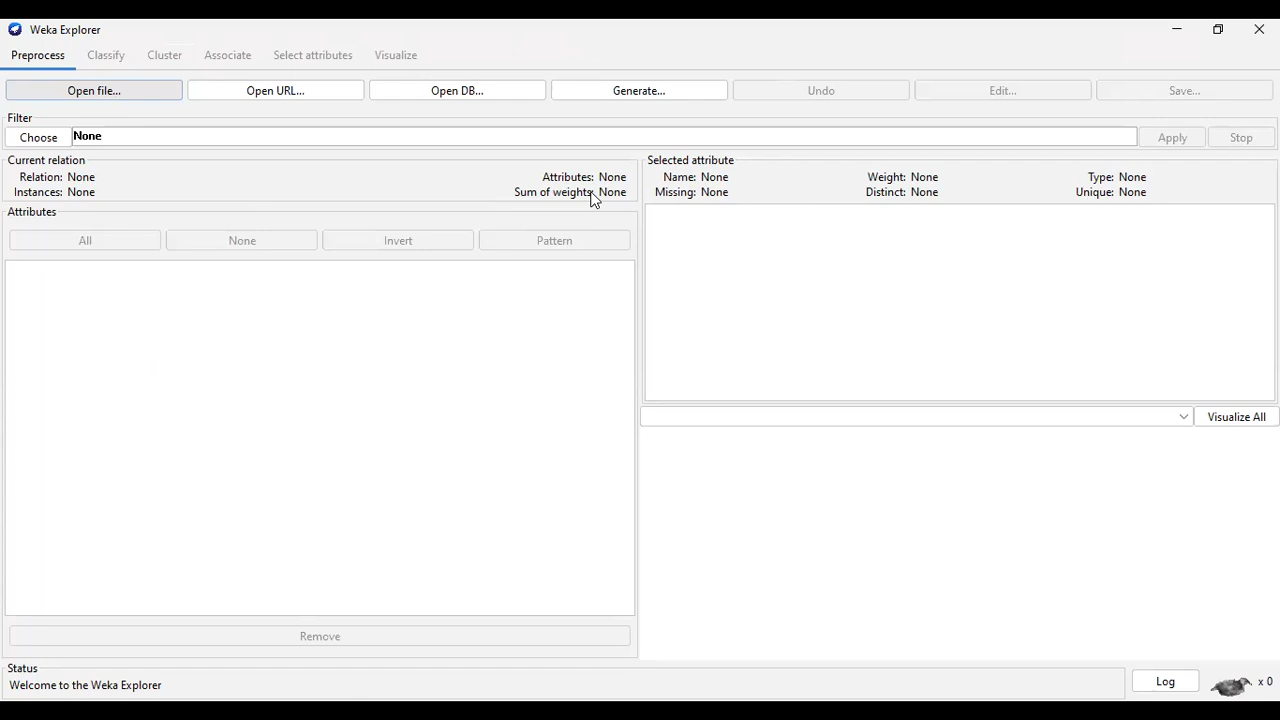 Weka Explorer
Preprocess Classify Cluster Associate Select attributes Visualize
Open file... Open URL... Open DB... Generate... Undo Edit... Save...
Filter
Choose None Apply Stop
Current relation
Relation: None Attributes: None
Instances: None Sum of weights: None
Attributes
All None Invert Pattern
Remove
Selected attribute
Name: None Weight: None Type: None
Missing: None Distinct: None Unique: None
Visualize All
Status
Welcome to the Weka Explorer
Log x 0